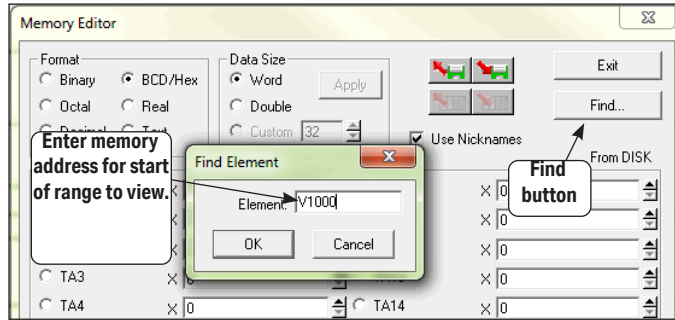 Memory Editor
Format
Binary
BCD/Hex
Octal
Real
Data Size
Word
Apply
Double
Custom 32
Exit
Find...
Use Nicknames
From DISK
Enter memory
address for start
of range to view.
Find Element
Element: V1000
OK
Cancel
Find
button
X 0
X 0
X 0
TA3 X
X 0
TA4 X 0
TA14 X 0